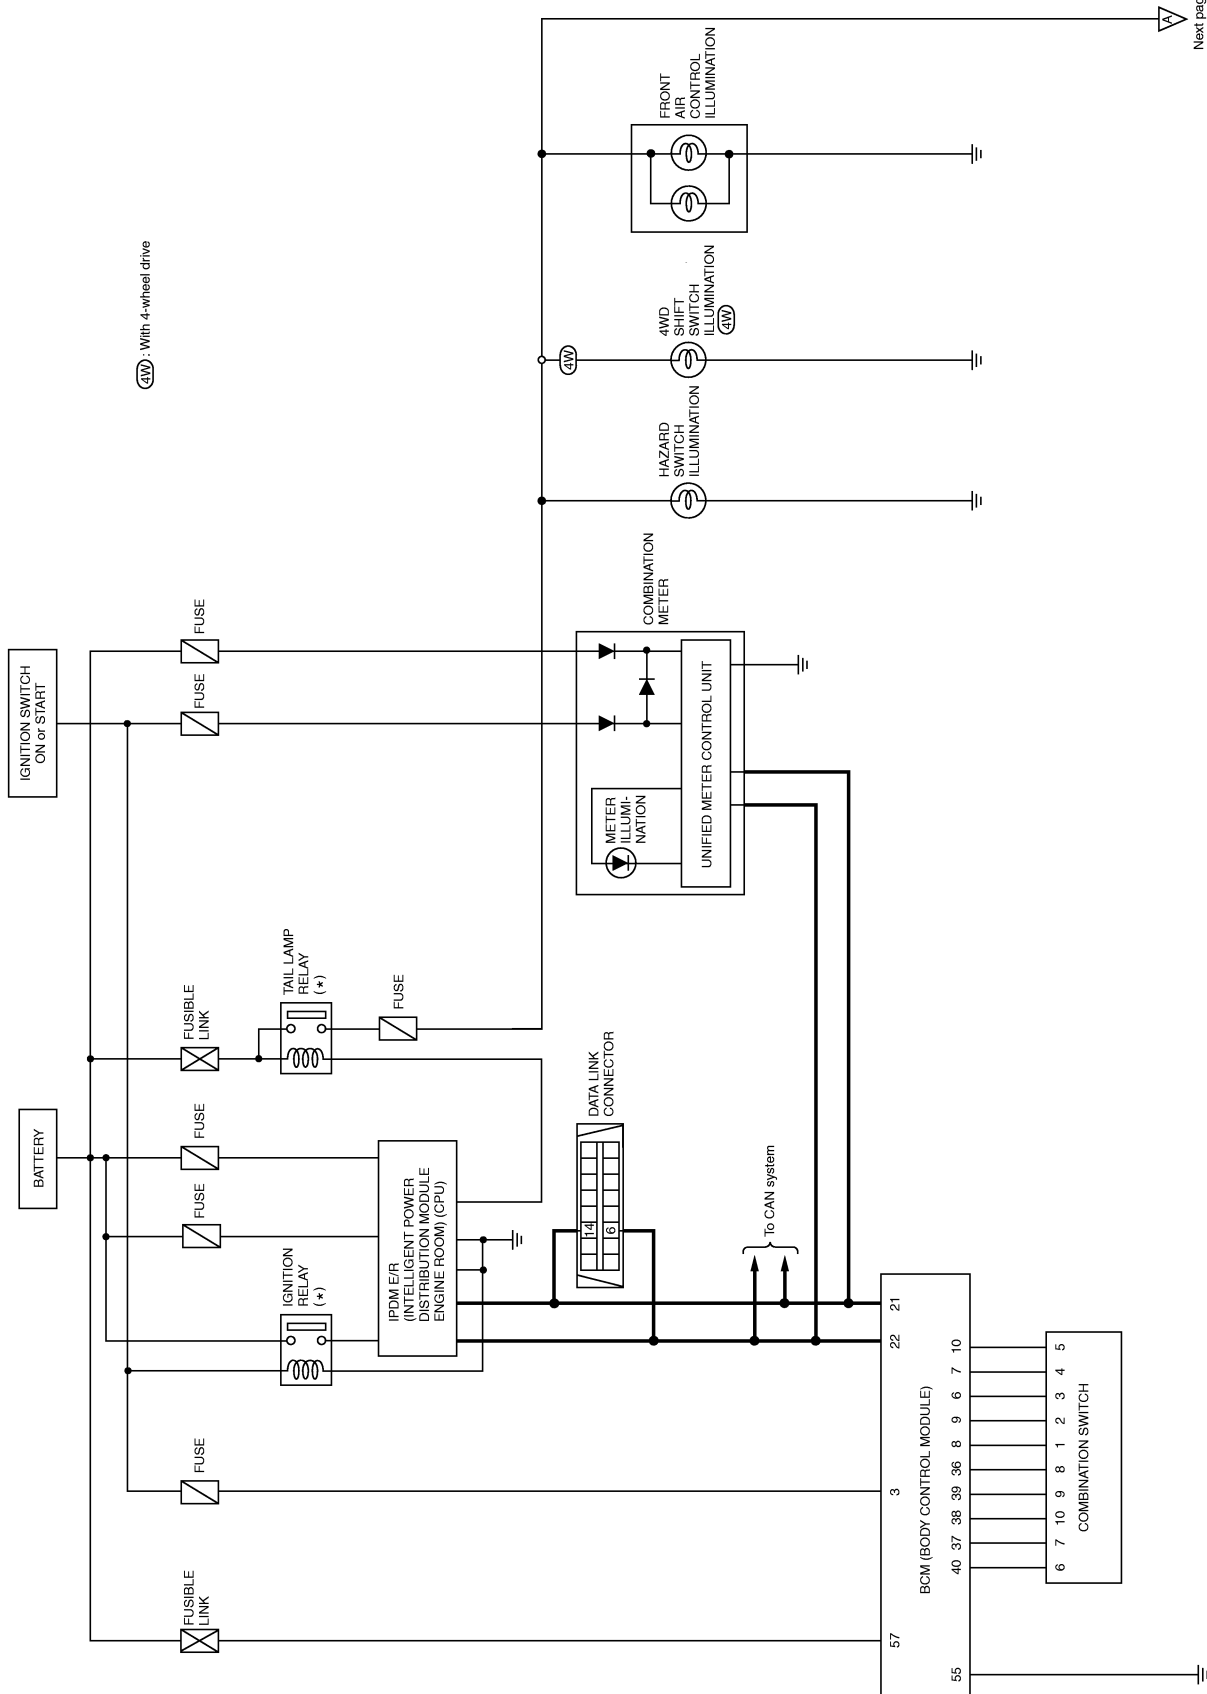 IGNITION SWITCH
ON or START
BATTERY
4W : With 4-wheel drive
FUSIBLE
LINK
FUSE
IGNITION
RELAY
(*)
FUSE
FUSE
FUSIBLE
LINK
TAIL LAMP
RELAY
(*)
FUSE
FUSE
FUSE
IPDM E/R
(INTELLIGENT POWER
DISTRIBUTION MODULE
ENGINE ROOM) (CPU)
DATA LINK
CONNECTOR
14
6
To CAN system
COMBINATION
METER
METER
ILLUMI-
NATION
UNIFIED METER CONTROL UNIT
HAZARD
SWITCH
ILLUMINATION
4W
4WD
SHIFT
SWITCH
ILLUMINATION
4W
FRONT
AIR
CONTROL
ILLUMINATION
A
Next pag
57
3
22
21
BCM (BODY CONTROL MODULE)
55
40 37 38 39 36 8 9 6 7 10
6 7 10 9 8 1 2 3 4 5
COMBINATION SWITCH